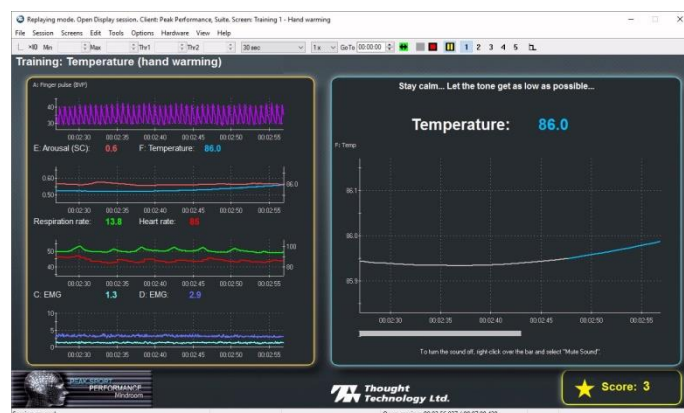 Replaying mode. Open Display session. Client: Peak Performance, Suite. Screen: Training 1 - Hand warming
File Session Screens Edit Tools Options Hardware View Help
Min Max Thr1 Thr2 30 sec 1 x GoTo 00:00:00 1 2 3 4 5
Training: Temperature (hand warming)
A: Finger pulse (BVP)
40
30
00:02:30 00:02:35 00:02:40 00:02:45 00:02:50 00:02:55
E: Arousal (SC): 0.6 F: Temperature: 86.0
0.60
0.50
86.0
00:02:30 00:02:35 00:02:40 00:02:45 00:02:50 00:02:55
Respiration rate: 13.8 Heart rate: 85
50
40
100
90
00:02:30 00:02:35 00:02:40 00:02:45 00:02:50 00:02:55
C: EMG 1.3 D: EMG: 2.9
10
5
0
00:02:30 00:02:35 00:02:40 00:02:45 00:02:50 00:02:55
Stay calm... Let the tone get as low as possible...
Temperature: 86.0
F: Temp
86.1
86.0
85.9
00:02:30 00:02:35 00:02:40 00:02:45 00:02:50 00:02:55
To turn the sound off, right-click over the bar and select "Mute Sound".
PEAK SPORT
PERFORMANCE
Mindroom
Thought
Technology Ltd.
Score: 3